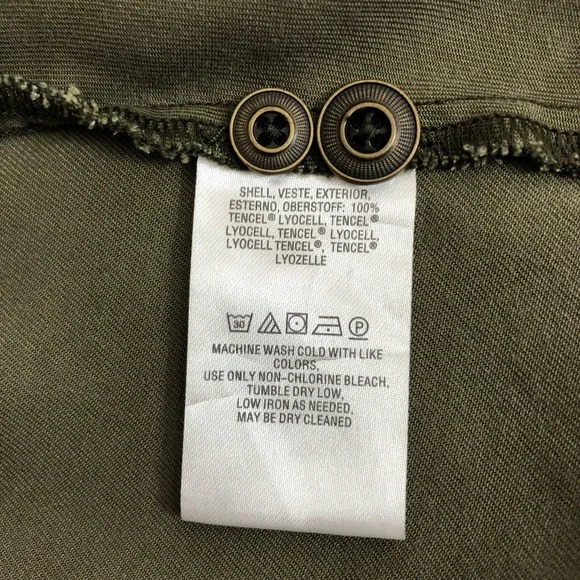 SHELL, VESTE, EXTERIOR,
ESTERNO, OBERSTOFF: 100%
TENCEL® LYOCELL, TENCEL®
LYOCELL, TENCEL® LYOCELL,
LYOCELL TENCEL®, TENCEL®
LYOZELLE
30 P
MACHINE WASH COLD WITH LIKE
COLORS,
USE ONLY NON-CHLORINE BLEACH,
TUMBLE DRY LOW,
LOW IRON AS NEEDED,
MAY BE DRY CLEANED